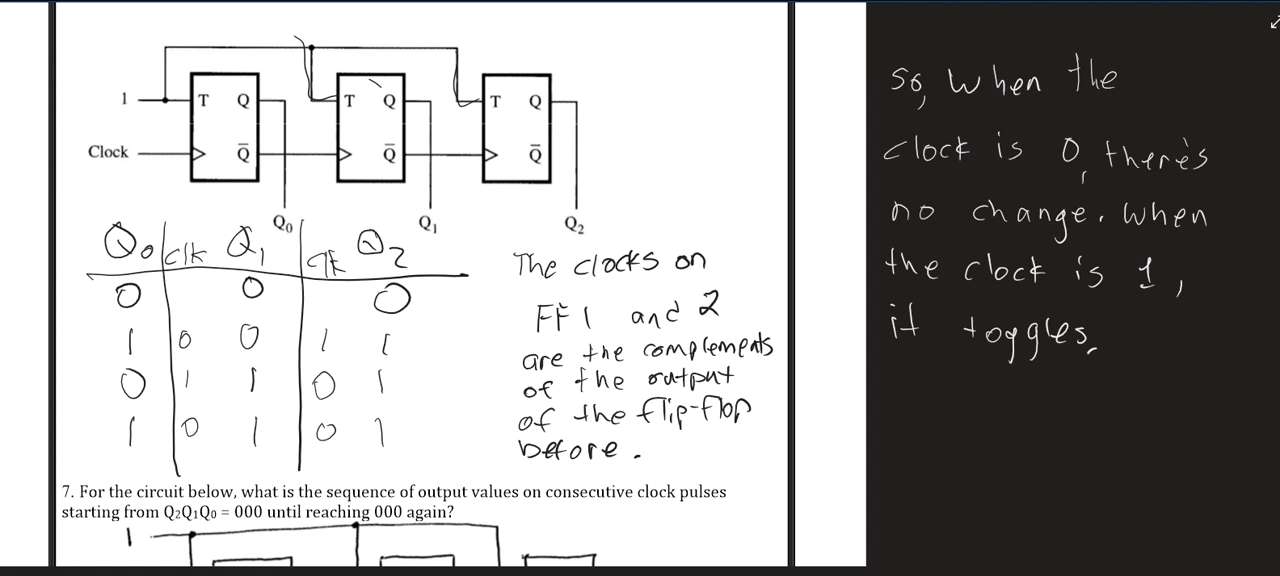 1
T Q
T Q
T Q
Clock
Q̅
Q̅
Q̅
Q₀
Q₁
Q₂
Q₀ clk Q₁ clk Q₂
0 0 0
1 0 0 1 1
0 1 1 0 1
1 0 1 0 1
The clocks on
FF 1 and 2
are the complements
of the output
of the flip-flop
before.
7. For the circuit below, what is the sequence of output values on consecutive clock pulses
starting from Q₂Q₁Q₀ = 000 until reaching 000 again?
1
So, when the
clock is 0, there's
no change. When
the clock is 1,
it toggles.